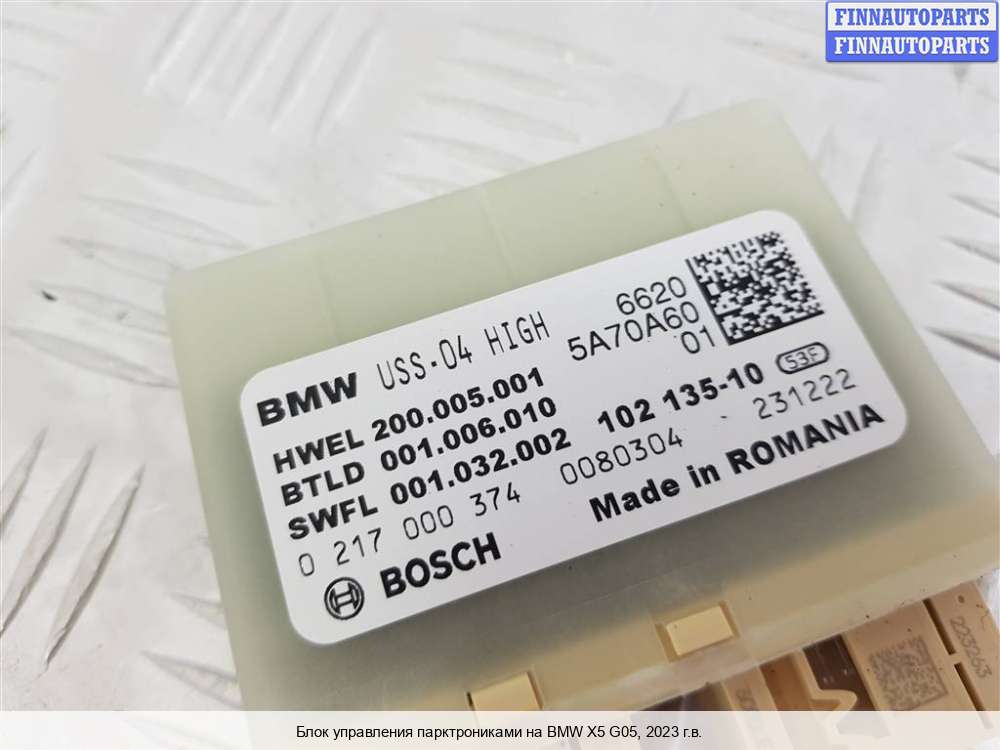 FINNAUTOPARTS
FINNAUTOPARTS
BMW USS-04 HIGH 6620
5A70A60
01
HWEL 200.005.001
BTLD 001.006.010 102 135-10 53F
SWFL 001.032.002
0 217 000 374 0080304 231222
BOSCH Made in ROMANIA
223263
Блок управления парктрониками на BMW X5 G05, 2023 г.в.